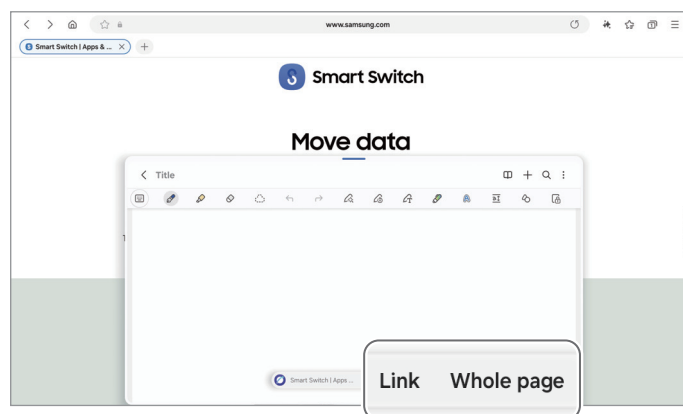 www.samsung.com
Smart Switch | Apps & ...
Smart Switch
Move data
Title
Smart Switch | Apps ...
Link Whole page